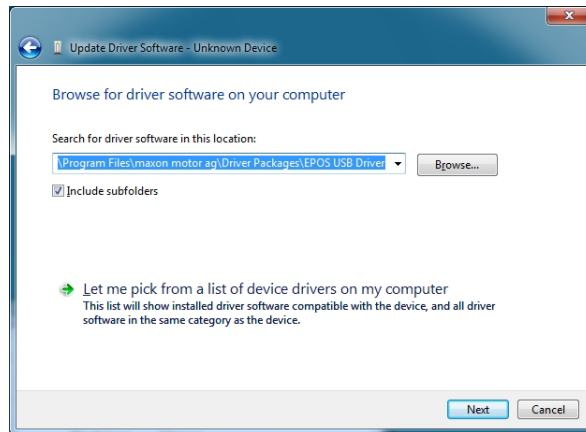 Update Driver Software - Unknown Device
Browse for driver software on your computer
Search for driver software in this location:
\Program Files\maxon motor ag\Driver Packages\EPOS USB Driver
Browse...
Include subfolders
Let me pick from a list of device drivers on my computer
This list will show installed driver software compatible with the device, and all driver
software in the same category as the device.
Next
Cancel